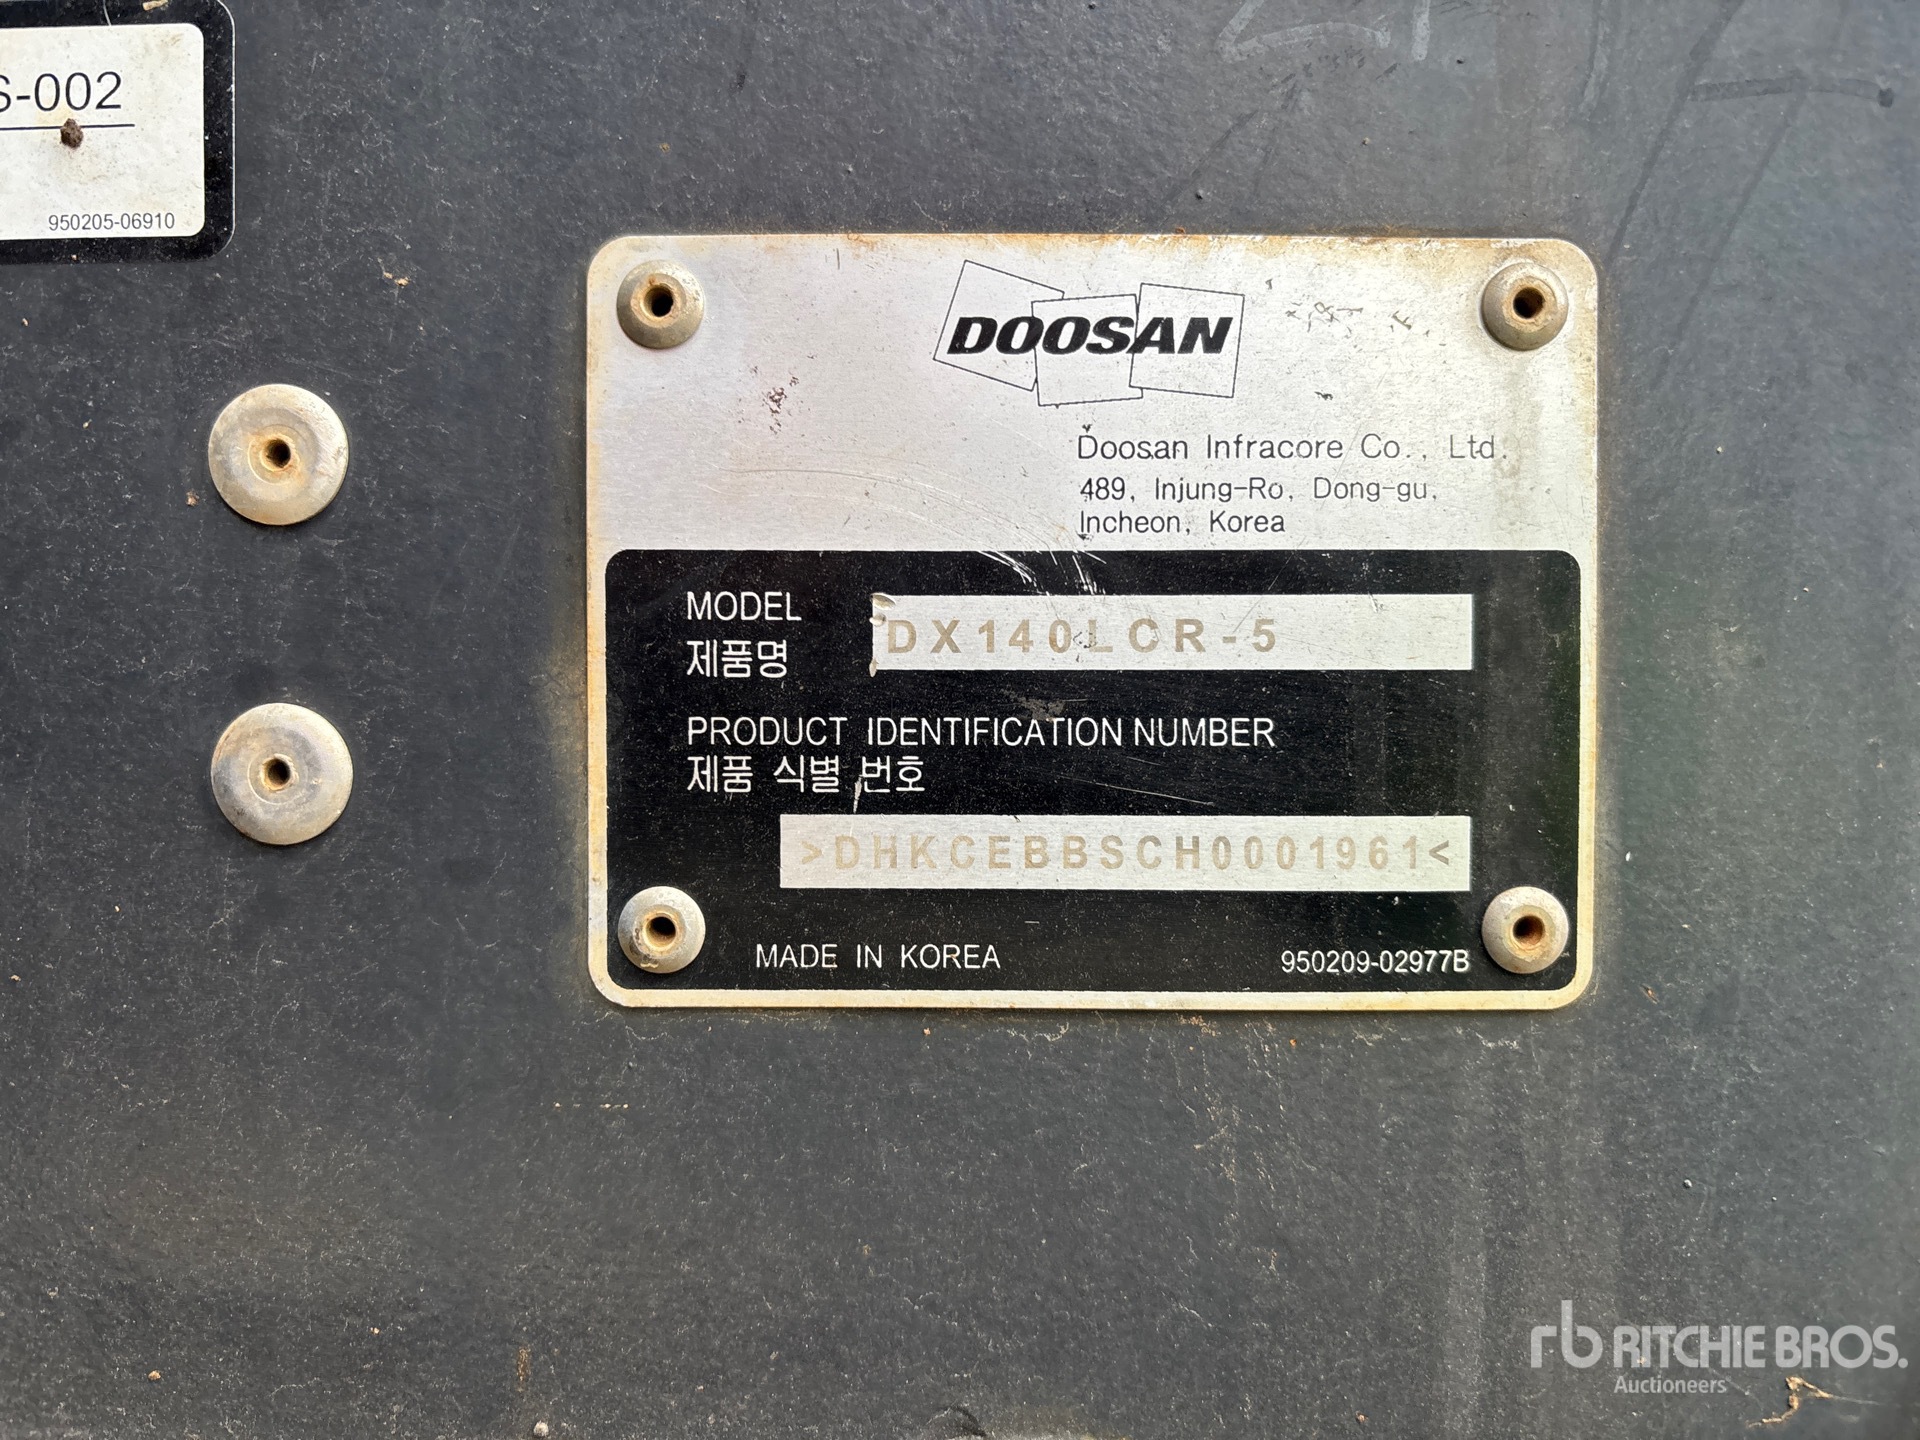 S-002
950205-06910
DOOSAN
Doosan Infracore Co., Ltd.
489, Injung-Ro, Dong-gu,
Incheon, Korea
MODEL
제품명
DX140LCR-5
PRODUCT IDENTIFICATION NUMBER
제품 식별 번호
>DHKCEBBSCH0001961<
MADE IN KOREA
950209-02977B
rb RITCHIE BROS.
Auctioneers